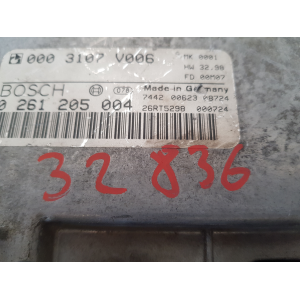 000 3107 V006
MK 0001
HW 32.98
FD 00M07
BOSCH
Made in Germany
0 261 205 004
7442 00623 08724
26RT5298 000724
32 836